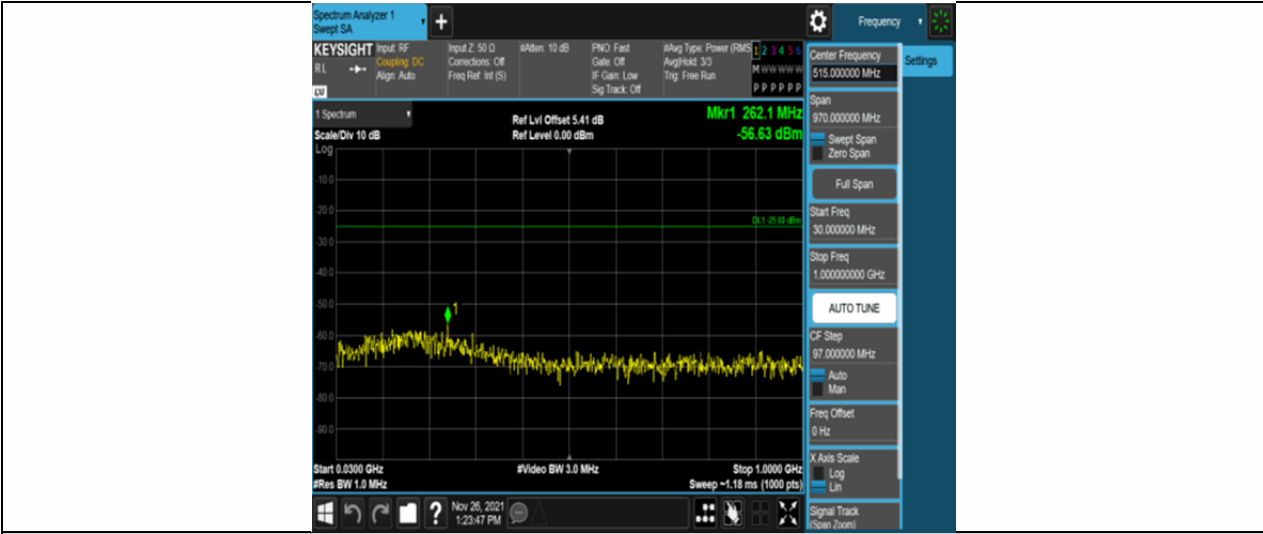 Spectrum Analyzer 1
Swept SA
Frequency
KEYSIGHT
RL
LV
Input: RF
Coupling: DC
Align: Auto
Input Z: 50 Ω
Corrections: Off
Freq Ref: Int (S)
#Atten: 10 dB
PNO: Fast
Gate: Off
IF Gain: Low
Sig Track: Off
#Avg Type: Power (RMS
Avg|Hold: 3/3
Trig: Free Run
1 2 3 4 5 6
M W W W W W
P P P P P P
1 Spectrum
Scale/Div 10 dB
Log
Ref Lvl Offset 5.41 dB
Ref Level 0.00 dBm
Mkr1 262.1 MHz
-56.63 dBm
-10.0
-20.0
DL1 -25.00 dBm
-30.0
-40.0
-50.0
1
-60.0
-70.0
-80.0
-90.0
Start 0.0300 GHz
#Res BW 1.0 MHz
#Video BW 3.0 MHz
Stop 1.0000 GHz
Sweep ~1.18 ms (1000 pts)
Nov 26, 2021
1:23:47 PM
Center Frequency
515.000000 MHz
Settings
Span
970.000000 MHz
Swept Span
Zero Span
Full Span
Start Freq
30.000000 MHz
Stop Freq
1.000000000 GHz
AUTO TUNE
CF Step
97.000000 MHz
Auto
Man
Freq Offset
0 Hz
X Axis Scale
Log
Lin
Signal Track
(Span Zoom)